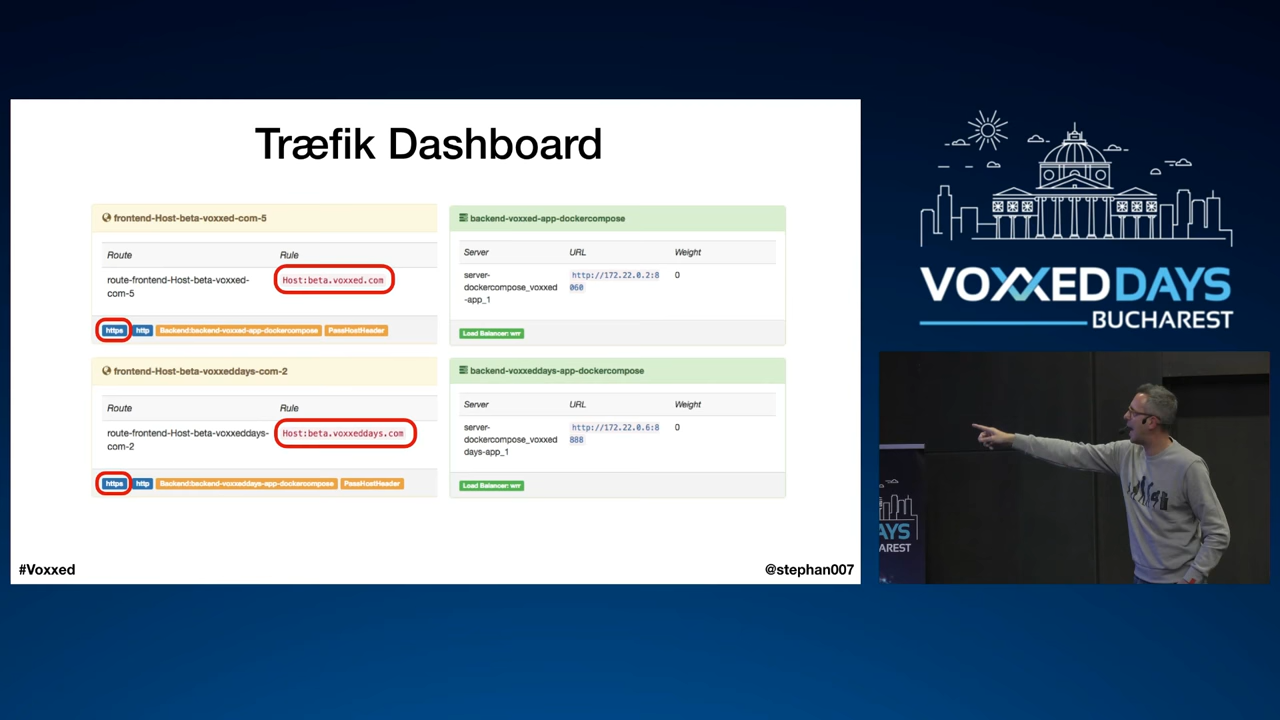 Træfik Dashboard
frontend-Host-beta-voxxed-com-5
Route Rule
route-frontend-Host-beta-voxxed-
com-5
Host:beta.voxxed.com
https http Backend:backend-voxxed-app-dockercompose PassHostHeader
backend-voxxed-app-dockercompose
Server URL Weight
server-
dockercompose_voxxed
-app_1
http://172.22.0.2:8
060
0
Load Balancer: wrr
frontend-Host-beta-voxxeddays-com-2
Route Rule
route-frontend-Host-beta-voxxeddays-
com-2
Host:beta.voxxeddays.com
https http Backend:backend-voxxeddays-app-dockercompose PassHostHeader
backend-voxxeddays-app-dockercompose
Server URL Weight
server-
dockercompose_voxxed
days-app_1
http://172.22.0.6:8
888
0
Load Balancer: wrr
#Voxxed
@stephan007
VOXXED DAYS
BUCHAREST
AYS
AREST